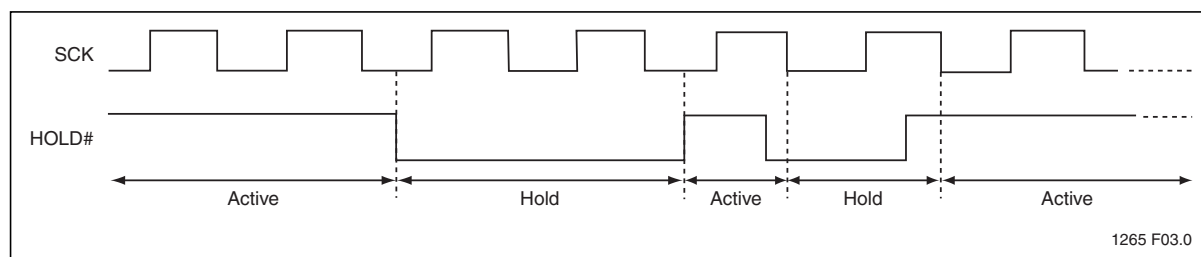 SCK
HOLD#
Active Hold Active Hold Active
1265 F03.0